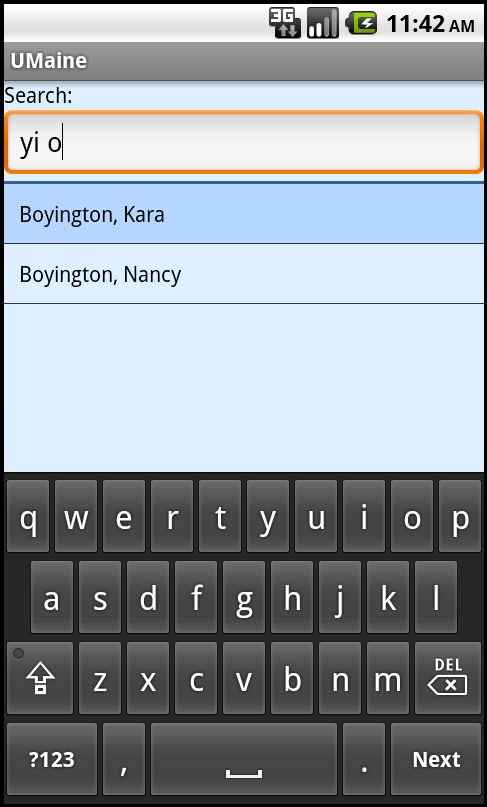 3G 11:42 AM
UMaine
Search:
yi o
Boyington, Kara
Boyington, Nancy
q w e r t y u i o p
a s d f g h j k l
z x c v b n m DEL
?123 , . Next